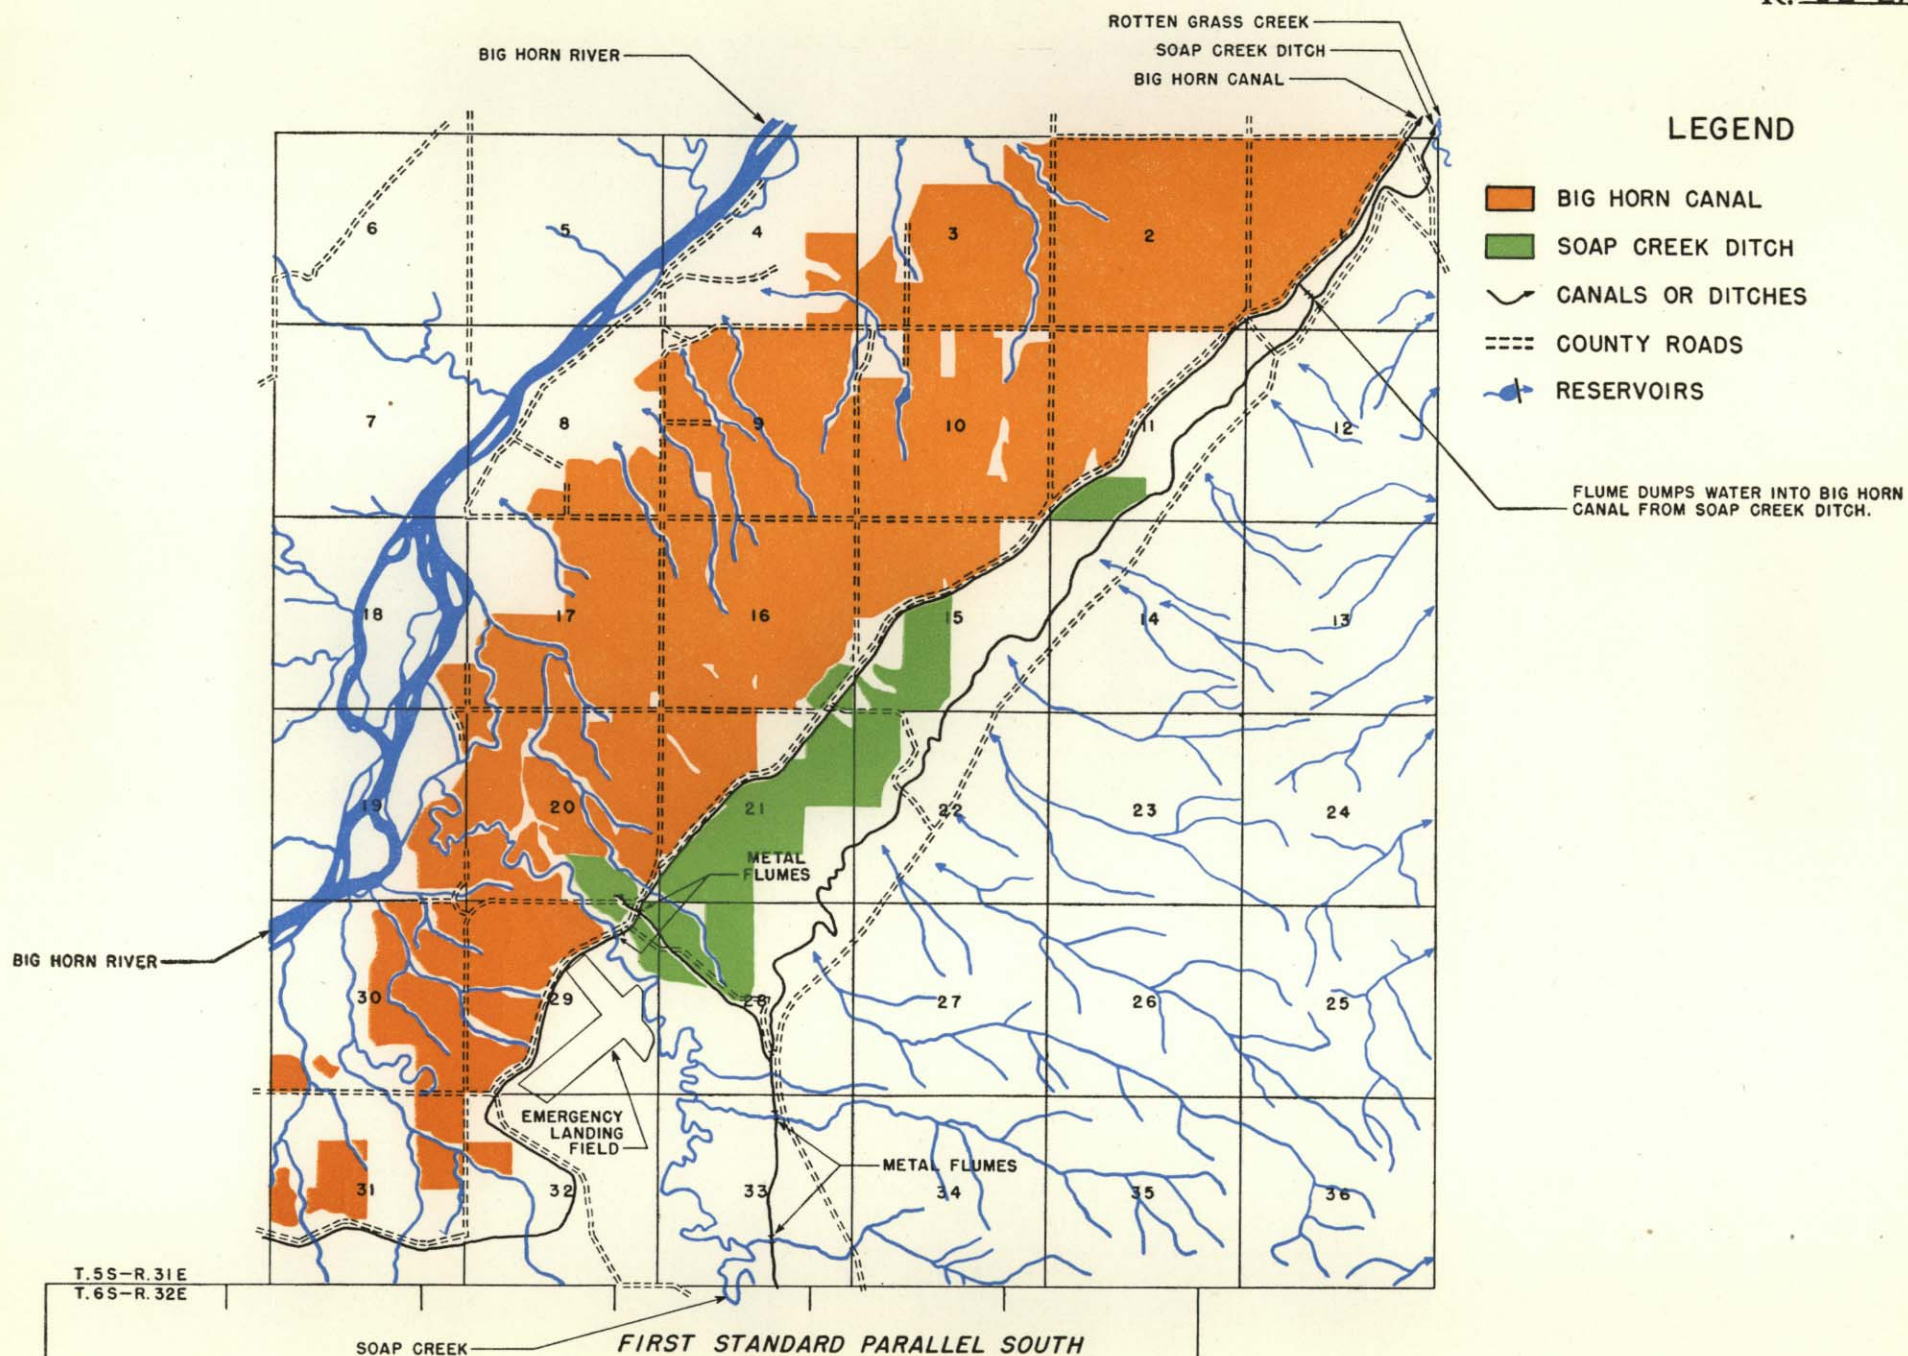 ROTTEN GRASS CREEK
SOAP CREEK DITCH
BIG HORN CANAL
BIG HORN RIVER
LEGEND
BIG HORN CANAL
SOAP CREEK DITCH
CANALS OR DITCHES
COUNTY ROADS
RESERVOIRS
6 5 4 3 2 1
7 8 9 10 11 12
FLUME DUMPS WATER INTO BIG HORN
CANAL FROM SOAP CREEK DITCH.
18 17 16 15 14 13
19 20 21 22 23 24
METAL
FLUMES
BIG HORN RIVER
30 29 28 27 26 25
EMERGENCY
LANDING
FIELD
METAL FLUMES
31 32 33 34 35 36
T.5S-R.31E
T.6S-R.32E
SOAP CREEK
FIRST STANDARD PARALLEL SOUTH